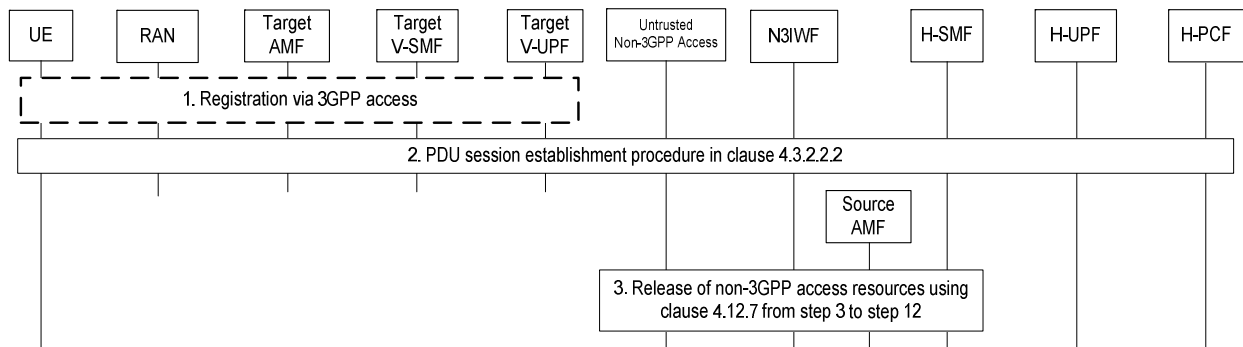 UE
RAN
Target
AMF
Target
V-SMF
Target
V-UPF
Untrusted
Non-3GPP Access
N3IWF
H-SMF
H-UPF
H-PCF
1. Registration via 3GPP access
2. PDU session establishment procedure in clause 4.3.2.2.2
Source
AMF
3. Release of non-3GPP access resources using
clause 4.12.7 from step 3 to step 12